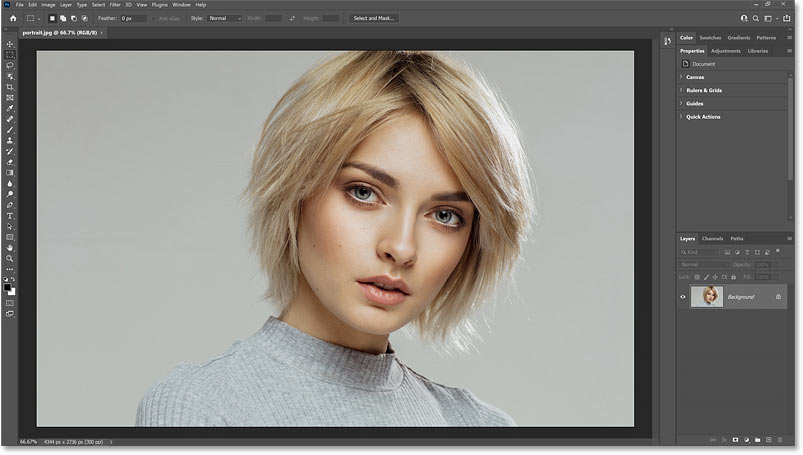 File Edit Image Layer Type Select Filter 3D View Plugins Window Help
Feather: 0 px Anti-alias Style: Normal Width: Height: Select and Mask...
portrait.jpg @ 66.7% (RGB/8) ×
Color Swatches Gradients Patterns
Properties Adjustments Libraries
Document
Canvas
Rulers & Grids
Guides
Quick Actions
Layers Channels Paths
Kind
Normal Opacity: 100%
Lock: Fill: 100%
Background
66.67% 4344 px x 2736 px (300 ppi)